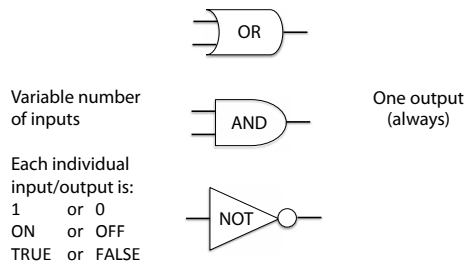 OR
Variable number
of inputs
AND
One output
(always)
Each individual
input/output is:
1 or 0
ON or OFF
TRUE or FALSE
NOT